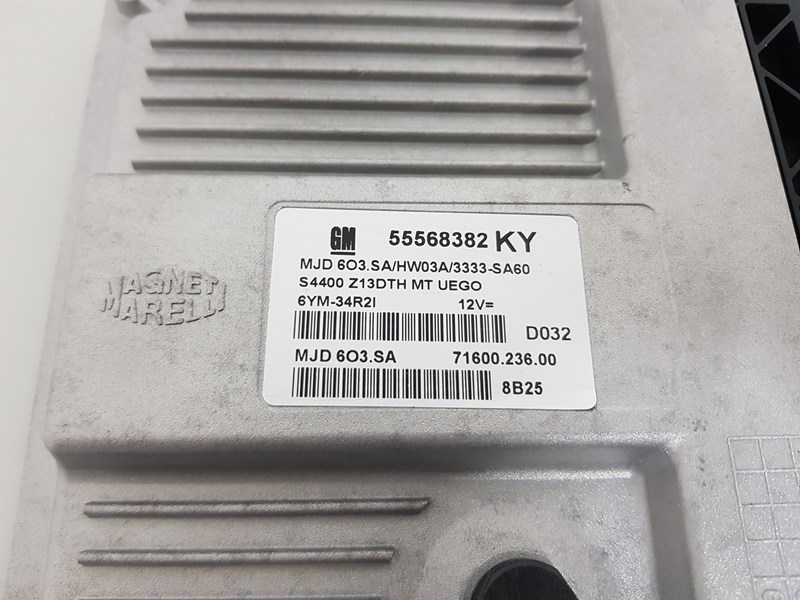 MAGNETI
MARELLI
GM 55568382 KY
MJD 6O3.SA/HW03A/3333-SA60
S4400 Z13DTH MT UEGO
6YM-34R2I 12V=
D032
MJD 6O3.SA 71600.236.00
8B25